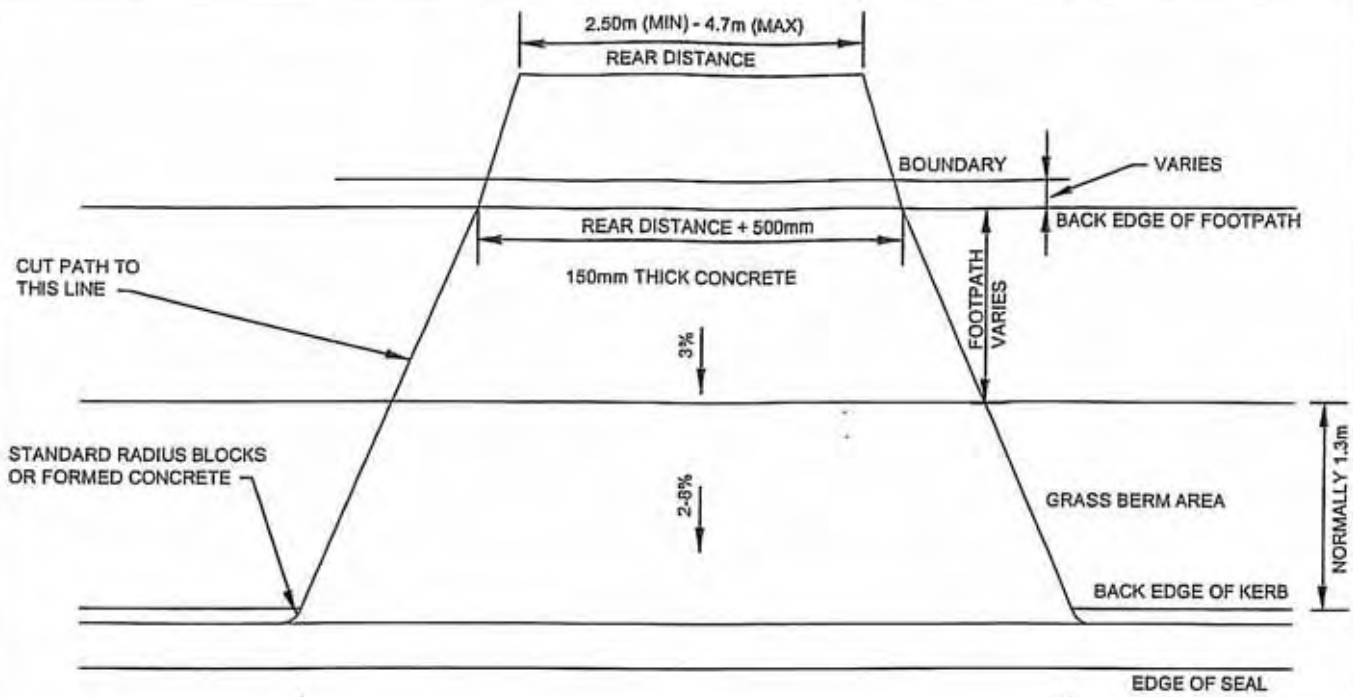 2.50m (MIN) - 4.7m (MAX)
REAR DISTANCE
BOUNDARY
VARIES
BACK EDGE OF FOOTPATH
REAR DISTANCE + 500mm
CUT PATH TO
THIS LINE
150mm THICK CONCRETE
FOOTPATH
VARIES
3%
STANDARD RADIUS BLOCKS
OR FORMED CONCRETE
2-8%
GRASS BERM AREA
NORMALLY 1.3m
BACK EDGE OF KERB
EDGE OF SEAL